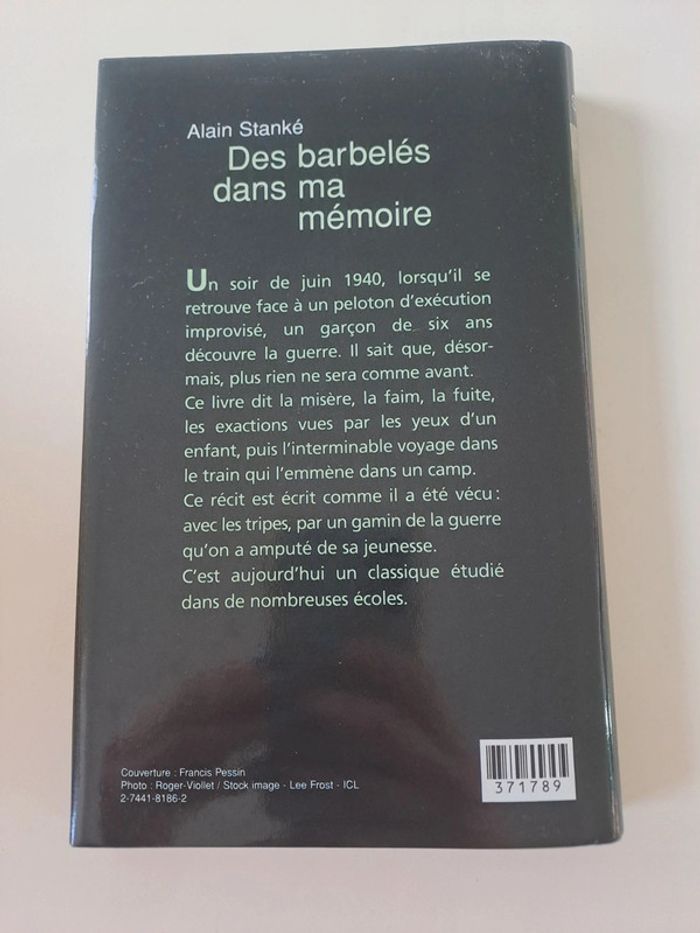 Alain Stanké
Des barbelés
dans ma
mémoire
Un soir de juin 1940, lorsqu'il se
retrouve face à un peloton d'exécution
improvisé, un garçon de six ans
découvre la guerre. Il sait que, désor-
mais, plus rien ne sera comme avant.
Ce livre dit la misère, la faim, la fuite,
les exactions vues par les yeux d'un
enfant, puis l'interminable voyage dans
le train qui l'emmène dans un camp.
Ce récit est écrit comme il a été vécu :
avec les tripes, par un gamin de la guerre
qu'on a amputé de sa jeunesse.
C'est aujourd'hui un classique étudié
dans de nombreuses écoles.
Couverture : Francis Pessin
Photo : Roger-Viollet / Stock image - Lee Frost - ICL
2-7441-8186-2
371789